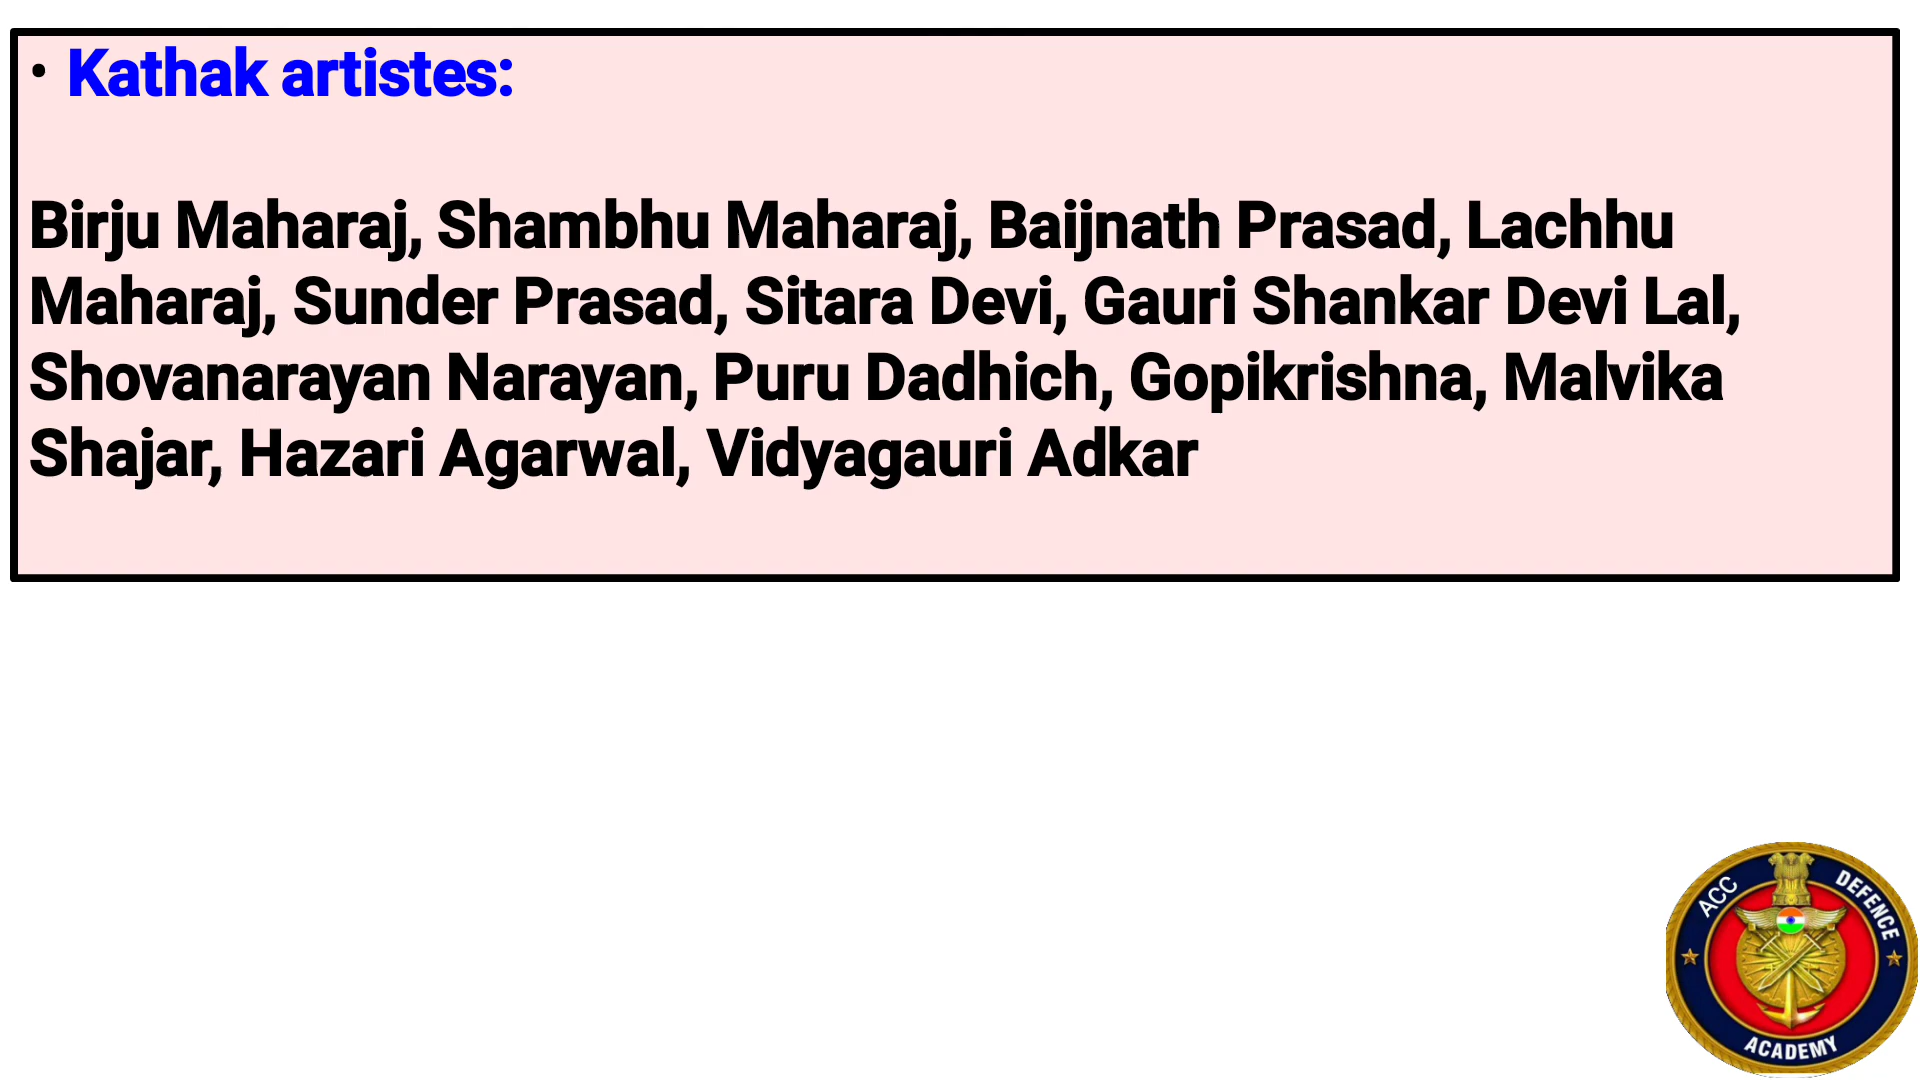 • Kathak artistes:
Birju Maharaj, Shambhu Maharaj, Baijnath Prasad, Lachhu
Maharaj, Sunder Prasad, Sitara Devi, Gauri Shankar Devi Lal,
Shovanarayan Narayan, Puru Dadhich, Gopikrishna, Malvika
Shajar, Hazari Agarwal, Vidyagauri Adkar
ACC DEFENCE
ACADEMY